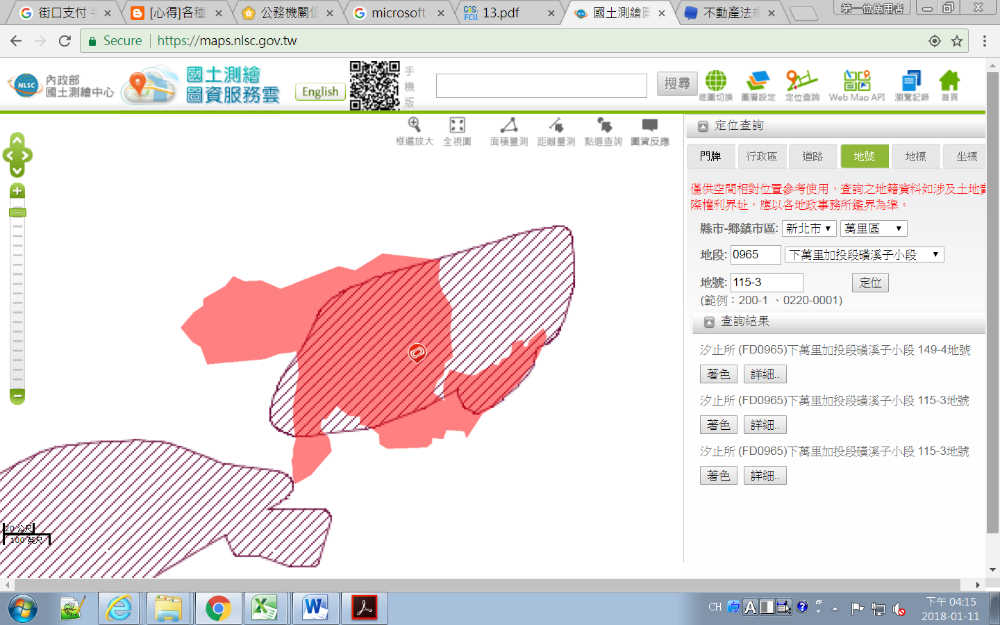 街口支付 手
[心得]各種
公務機關信
microsoft
13.pdf
國土測繪圖
不動產法規
第一位使用者
Secure
https://maps.nlsc.gov.tw
NLSC
內政部
國土測繪中心
國土測繪
圖資服務雲
English
手機版
搜尋
底圖切換
圖層設定
定位查詢
Web Map API
瀏覽記錄
首頁
框選放大
全視圖
面積量測
距離量測
點選查詢
圖資反應
定位查詢
門牌
行政區
道路
地號
地標
坐標
僅供空間相對位置參考使用，查詢之地籍資料如涉及土地實
際權利界址，應以各地政事務所鑑界為準。
縣市-鄉鎮市區: 新北市 萬里區
地段: 0965 下萬里加投段磺溪子小段
地號: 115-3 定位
(範例：200-1 、0220-0001)
查詢結果
汐止所 (FD0965)下萬里加投段磺溪子小段 149-4地號
著色 詳細..
汐止所 (FD0965)下萬里加投段磺溪子小段 115-3地號
著色 詳細..
汐止所 (FD0965)下萬里加投段磺溪子小段 115-3地號
著色 詳細..
20 公尺
100 英尺
CH
下午 04:15
2018-01-11